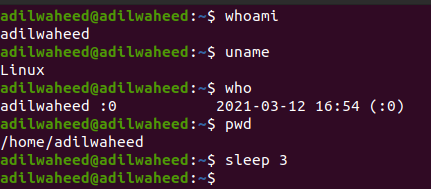 adilwaheed@adilwaheed:~$ whoami
adilwaheed
adilwaheed@adilwaheed:~$ uname
Linux
adilwaheed@adilwaheed:~$ who
adilwaheed :0           2021-03-12 16:54 (:0)
adilwaheed@adilwaheed:~$ pwd
/home/adilwaheed
adilwaheed@adilwaheed:~$ sleep 3
adilwaheed@adilwaheed:~$